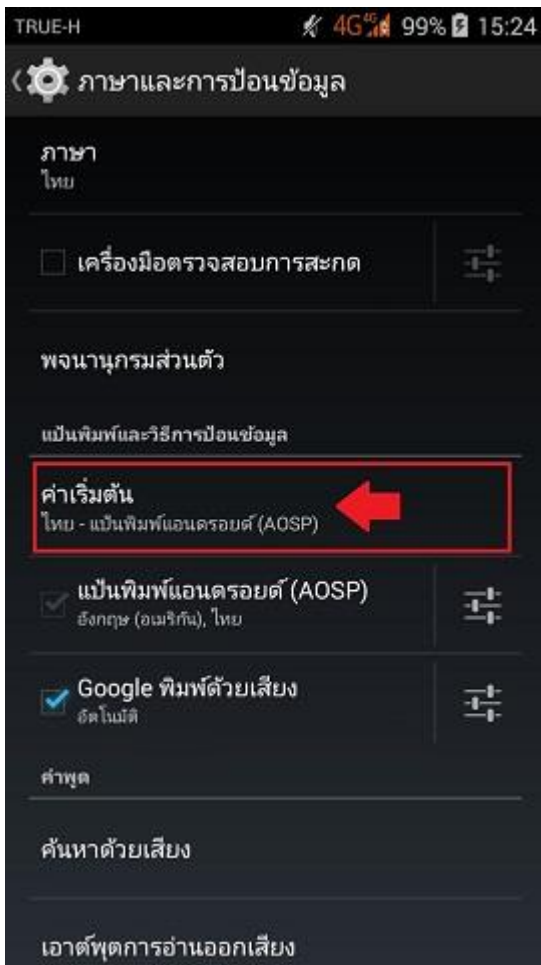 TRUE-H 4G 4G 99% 15:24
ภาษาและการป้อนข้อมูล
ภาษา
ไทย
เครื่องมือตรวจสอบการสะกด
พจนานุกรมส่วนตัว
แป้นพิมพ์และวิธีการป้อนข้อมูล
ค่าเริ่มต้น
ไทย - แป้นพิมพ์แอนดรอยด์ (AOSP)
แป้นพิมพ์แอนดรอยด์ (AOSP)
อังกฤษ (อเมริกัน), ไทย
Google พิมพ์ด้วยเสียง
อัตโนมัติ
คำพูด
ค้นหาด้วยเสียง
เอาต์พุตการอ่านออกเสียง